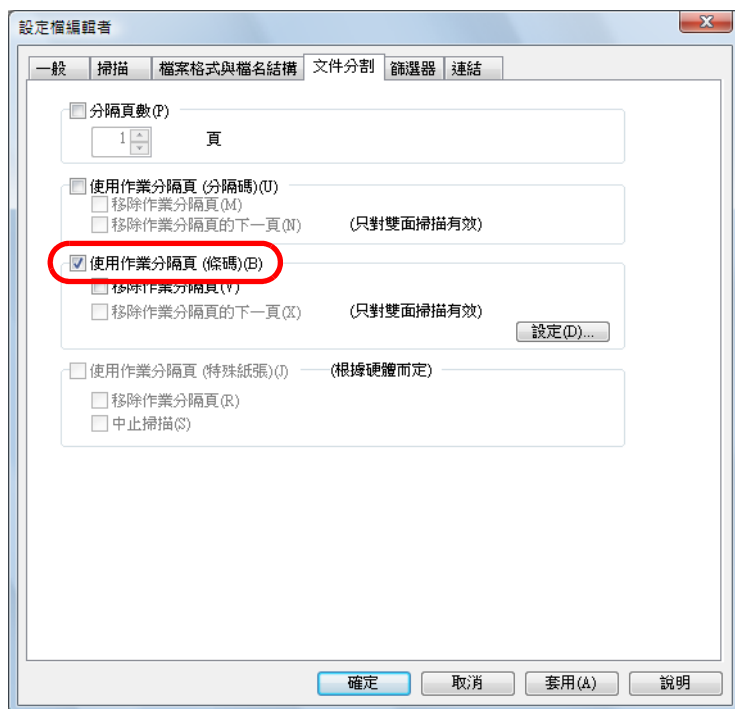 設定檔編輯者
一般 掃描 檔案格式與檔名結構 文件分割 篩選器 連結
分隔頁數(P)
1 頁
使用作業分隔頁 (分隔碼)(U)
移除作業分隔頁(M)
移除作業分隔頁的下一頁(N) (只對雙面掃描有效)
使用作業分隔頁 (條碼)(B)
移除作業分隔頁(V)
移除作業分隔頁的下一頁(X) (只對雙面掃描有效)
設定(D)...
使用作業分隔頁 (特殊紙張)(J) (根據硬體而定)
移除作業分隔頁(R)
中止掃描(S)
確定 取消 套用(A) 說明